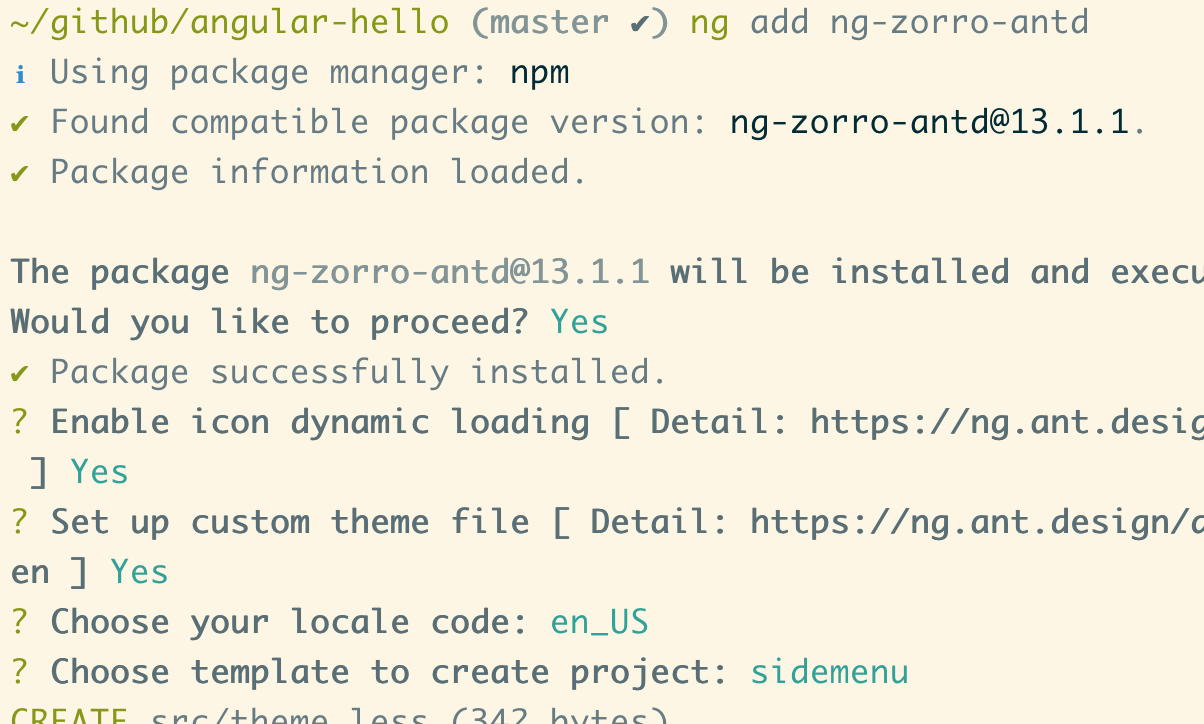 ~/github/angular-hello (master ✔) ng add ng-zorro-antd
ℹ Using package manager: npm
✔ Found compatible package version: ng-zorro-antd@13.1.1.
✔ Package information loaded.
The package ng-zorro-antd@13.1.1 will be installed and
Would you like to proceed? Yes
✔ Package successfully installed.
? Enable icon dynamic loading [ Detail: https://ng.ant.desig
] Yes
? Set up custom theme file [ Detail: https://ng.ant.design/
en ] Yes
? Choose your locale code: en_US
? Choose template to create project: sidemenu
CREATE src/theme.less (342 bytes)